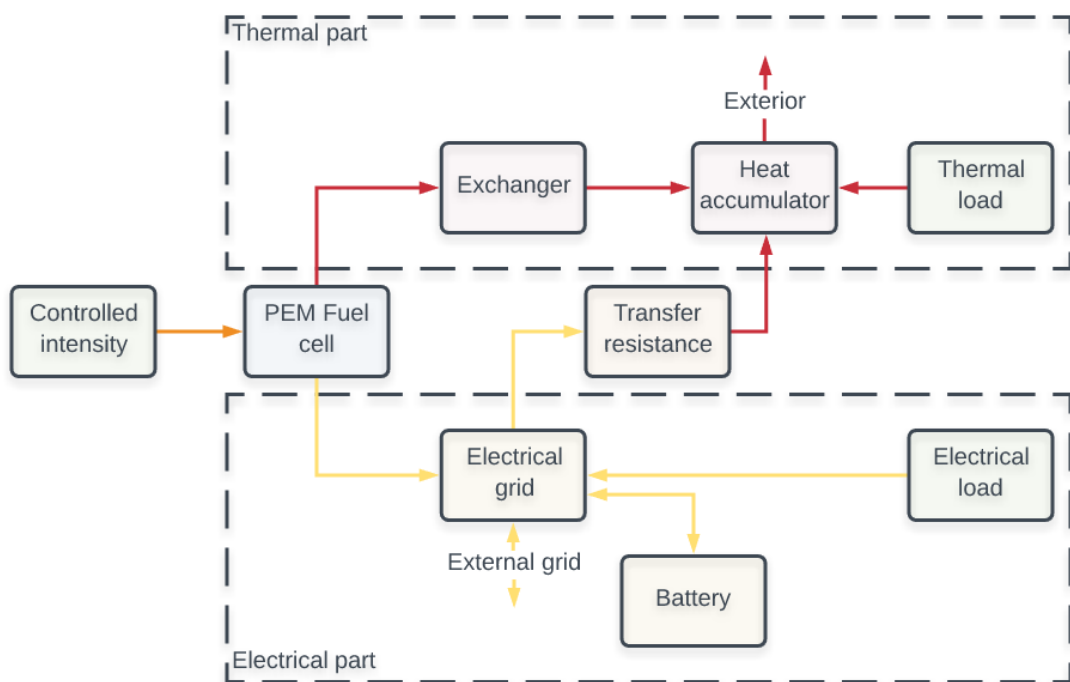 Thermal part
Exterior
Exchanger
Heat
accumulator
Thermal
load
Controlled
intensity
PEM Fuel
cell
Transfer
resistance
Electrical
grid
Electrical
load
External grid
Battery
Electrical part